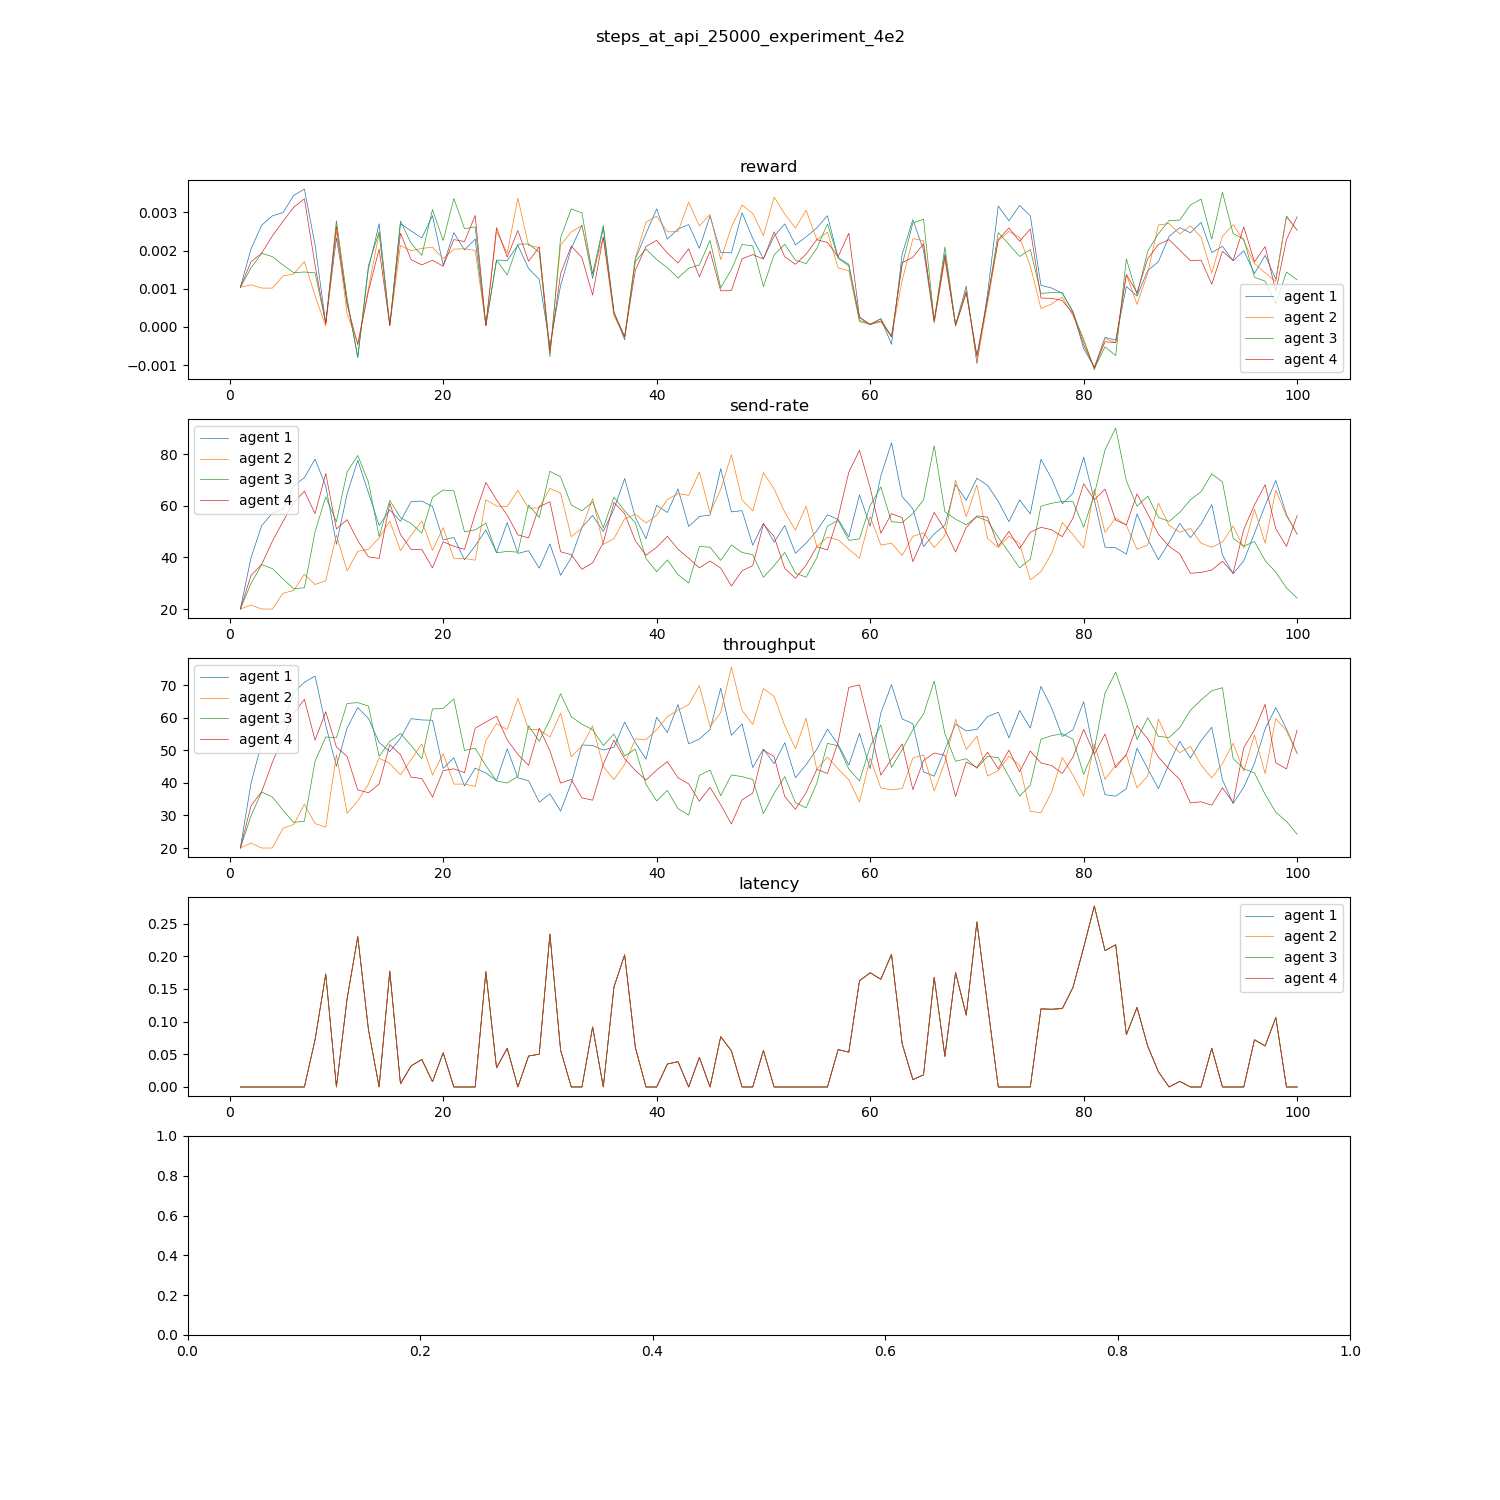 steps_at_api_25000_experiment_4e2
reward
0.003
0.002
0.001
0.000
−0.001
agent 1
agent 2
agent 3
agent 4
0 20 40 60 80 100
send-rate
80
60
40
20
agent 1
agent 2
agent 3
agent 4
0 20 40 60 80 100
throughput
70
60
50
40
30
20
agent 1
agent 2
agent 3
agent 4
0 20 40 60 80 100
latency
0.25
0.20
0.15
0.10
0.05
0.00
agent 1
agent 2
agent 3
agent 4
0 20 40 60 80 100
1.0
0.8
0.6
0.4
0.2
0.0
0.0 0.2 0.4 0.6 0.8 1.0